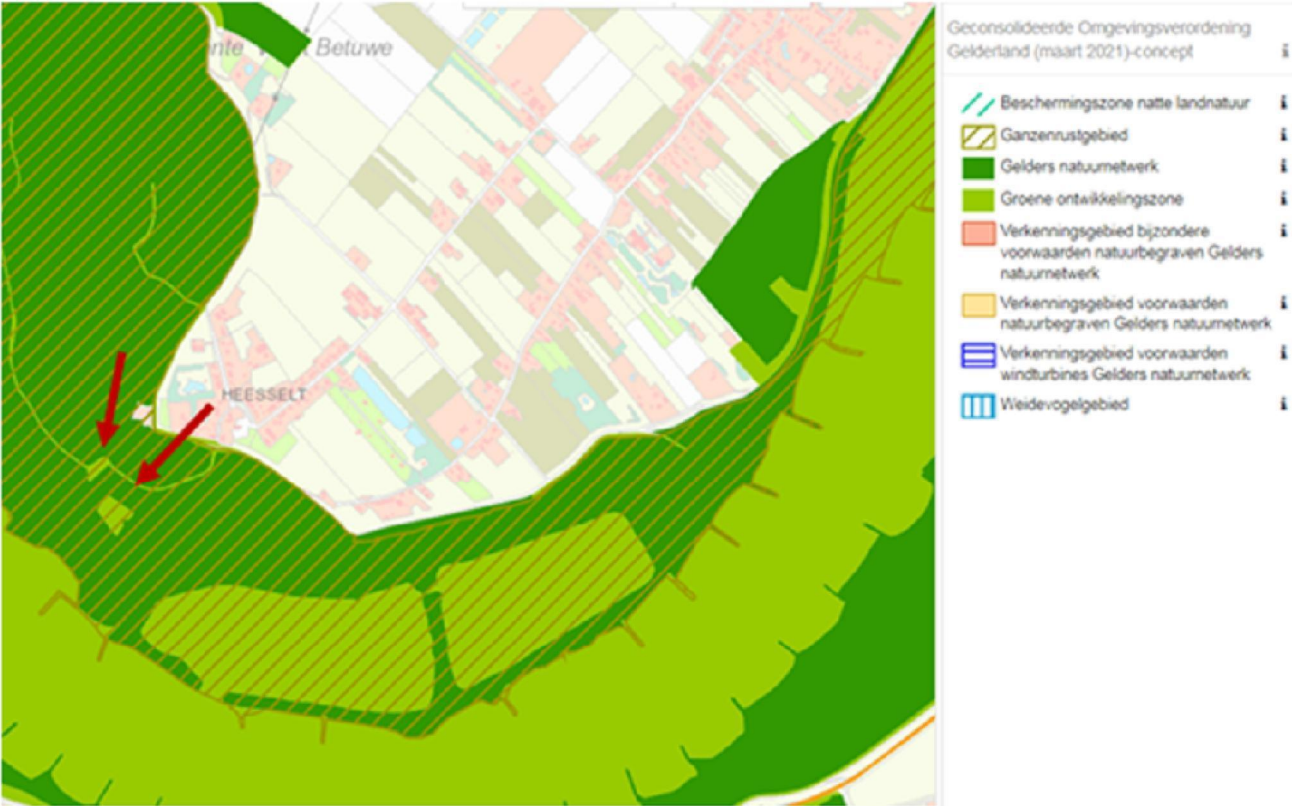 nte Betuwe
HEESSELT
Geconsolideerde Omgevingsverordening
Gelderland (maart 2021)-concept
Beschermingszone natte landnatuur
Ganzenrustgebied
Gelders natuurnetwerk
Groene ontwikkelingszone
Verkenningsgebied bijzondere
voorwaarden natuurbegraven Gelders
natuurnetwerk
Verkenningsgebied voorwaarden
natuurbegraven Gelders natuurnetwerk
Verkenningsgebied voorwaarden
windturbines Gelders natuurnetwerk
Weidevogelgebied